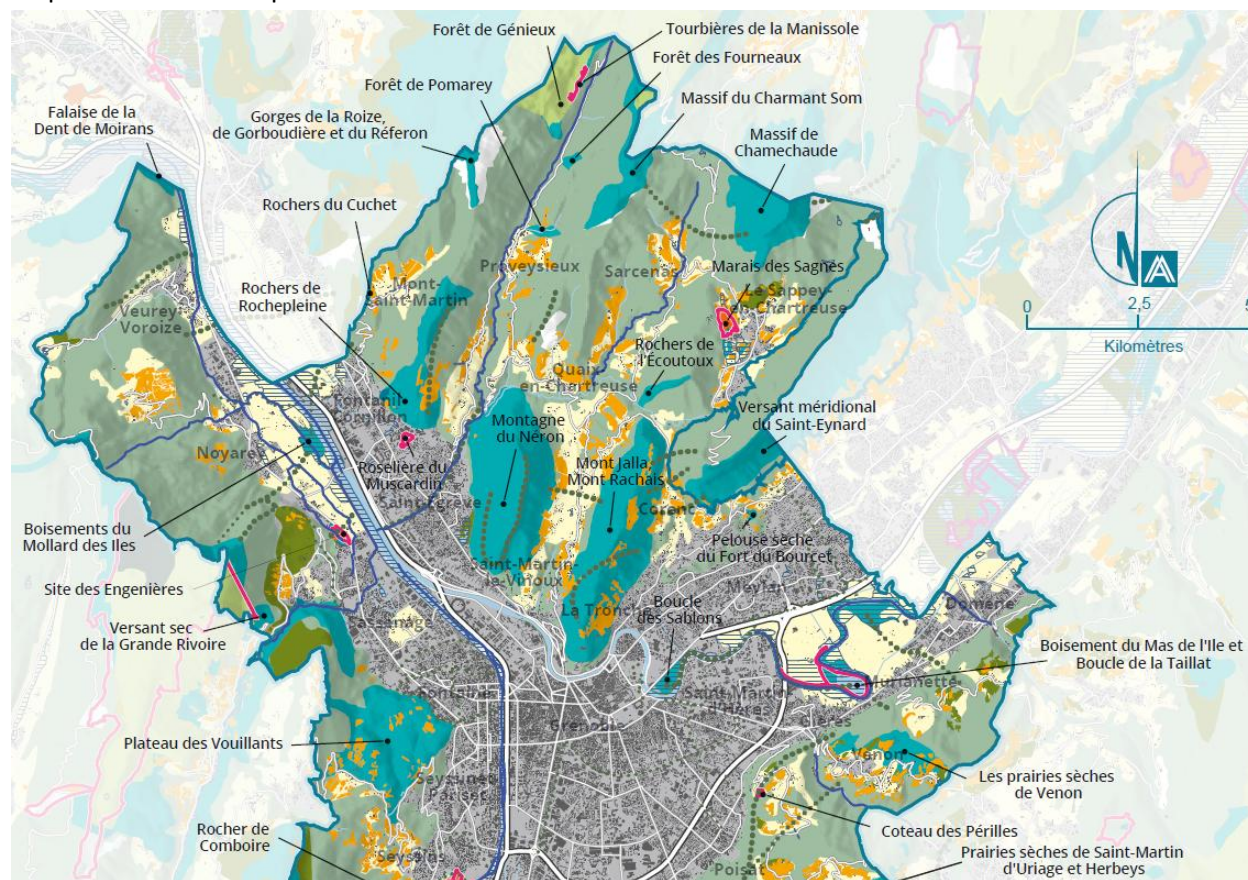 Forêt de Génieux
Tourbières de la Manissole
Forêt des Fourneaux
Forêt de Pomarey
Massif du Charmant Som
Falaise de la
Dent de Moirans
Gorges de la Roize,
de Gorboudière et du Réferon
Massif de
Chamechaude
Rochers du Cuchet
N
Proveysieux
Sarcenas
Marais des Sagnes
Rochers de
Rochepleine
Mont-
Saint-Martin
Le Sappey-
en-Chartreuse
0
2,5
5
Kilomètres
Veurey-
Voroize
Rochers de
l'Écoutoux
Quaix-
en-Chartreuse
Fontanil-
Cornillon
Montagne
du Néron
Versant méridional
du Saint-Eynard
Noyarey
Mont Jalla,
Mont Rachais
Roselière du
Muscardin
Saint-Égrève
Corenc
Boisements du
Mollard des Iles
Pelouse sèche
du Fort du Bourcet
Saint-Martin-
le-Vinoux
Meylan
Site des Engenières
Boucle
des Sablons
La Tronche
Domène
Versant sec
de la Grande Rivoire
Sassenage
Boisement du Mas de l'Ile et
Boucle de la Taillat
Murianette
Fontaine
Saint-Martin-
d'Hères
Gières
Grenoble
Plateau des Vouillants
Venon
Les prairies sèches
de Venon
Seyssinet-
Pariset
Coteau des Périlles
Rocher de
Comboire
Seyssins
Poisat
Prairies sèches de Saint-Martin
d'Uriage et Herbeys